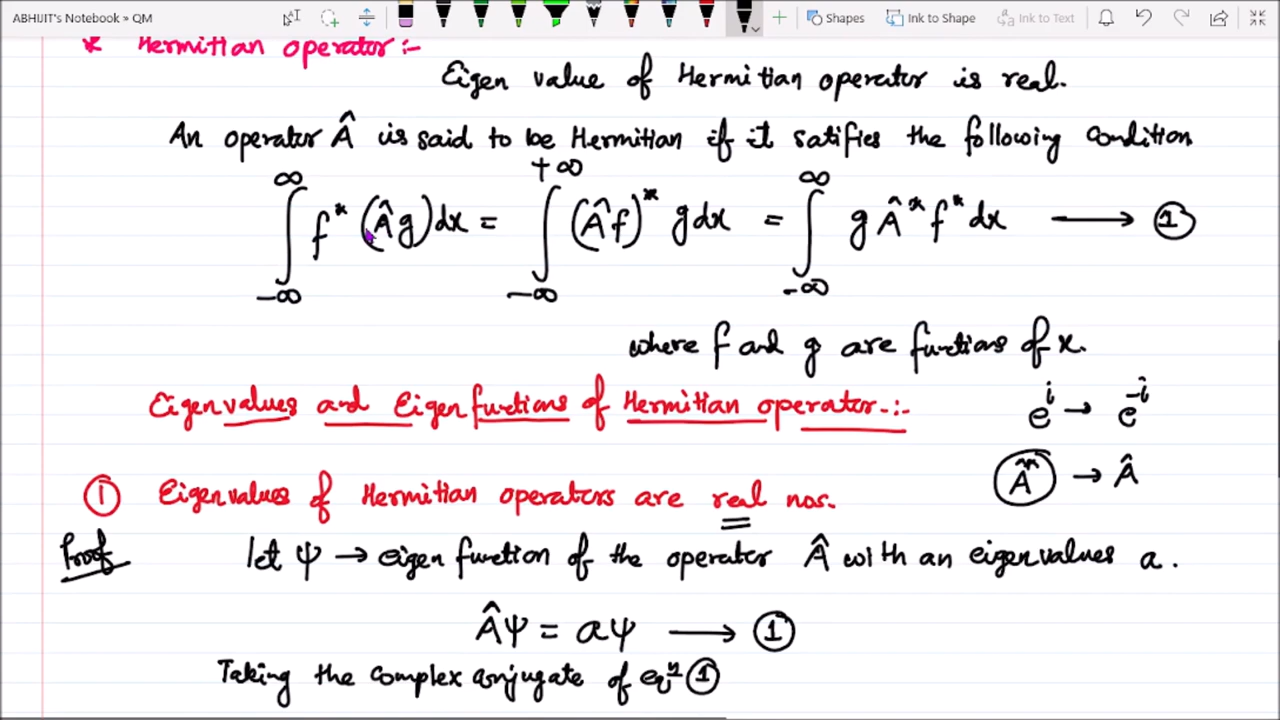 ABHIJIT's Notebook » QM
Shapes Ink to Shape Ink to Text
* Hermitian operator:-
Eigen value of Hermitian operator is real.
An operator Â is said to be Hermitian if it satifies the following condition
∫_{-∞}^{∞} f* (Âg) dx = ∫_{-∞}^{+∞} (Âf)* g dx = ∫_{-∞}^{∞} g Â* f* dx ⟶ ①
where f and g are functions of x.
Eigenvalues and Eigenfunctions of Hermitian operator.:-
e^i → e^{-i}
① Eigenvalues of Hermitian operators are real nos.
Â* → Â
Proof let ψ → eigen function of the operator Â with an eigenvalues a.
Âψ = aψ ⟶ ①
Taking the complex conjugate of eqⁿ ①